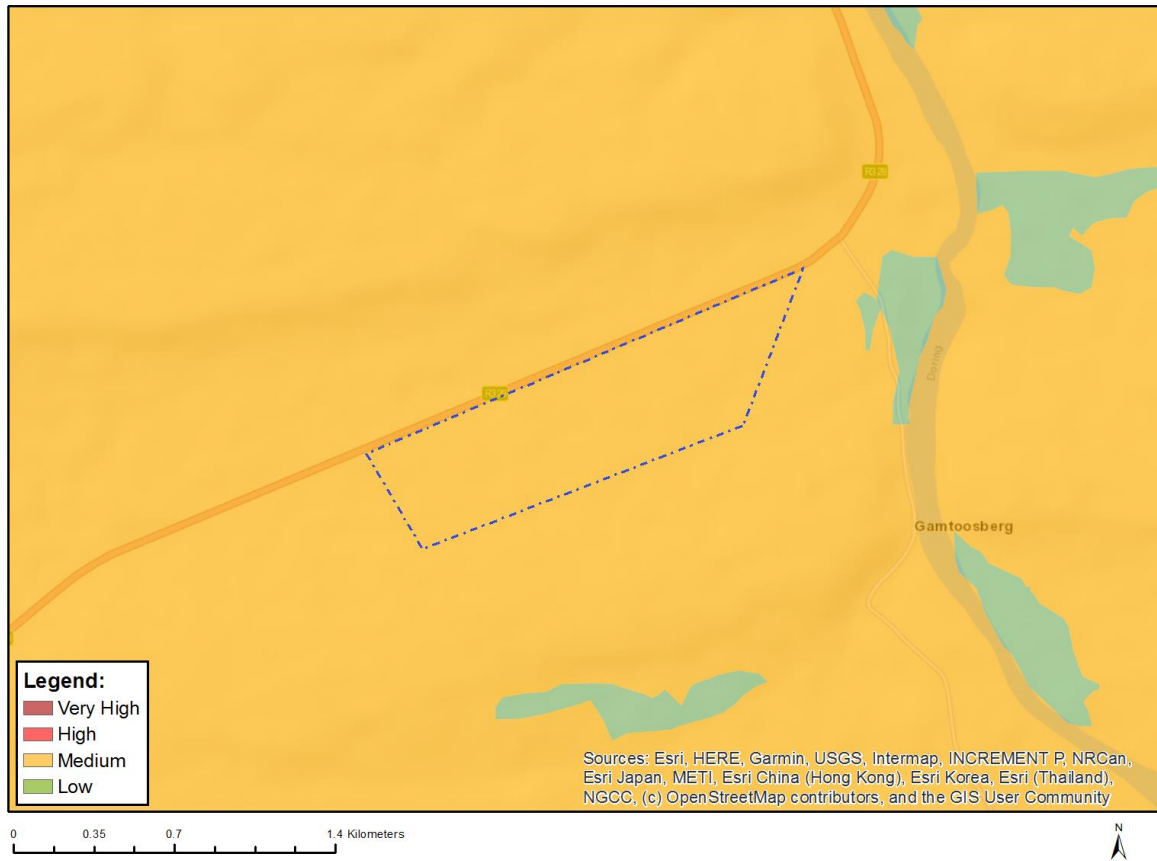 R328
Doring
Gamtoosberg
Legend:
Very High
High
Medium
Low
Sources: Esri, HERE, Garmin, USGS, Intermap, INCREMENT P, NRCan,
Esri Japan, METI, Esri China (Hong Kong), Esri Korea, Esri (Thailand),
NGCC, (c) OpenStreetMap contributors, and the GIS User Community
0 0.35 0.7 1.4 Kilometers
N